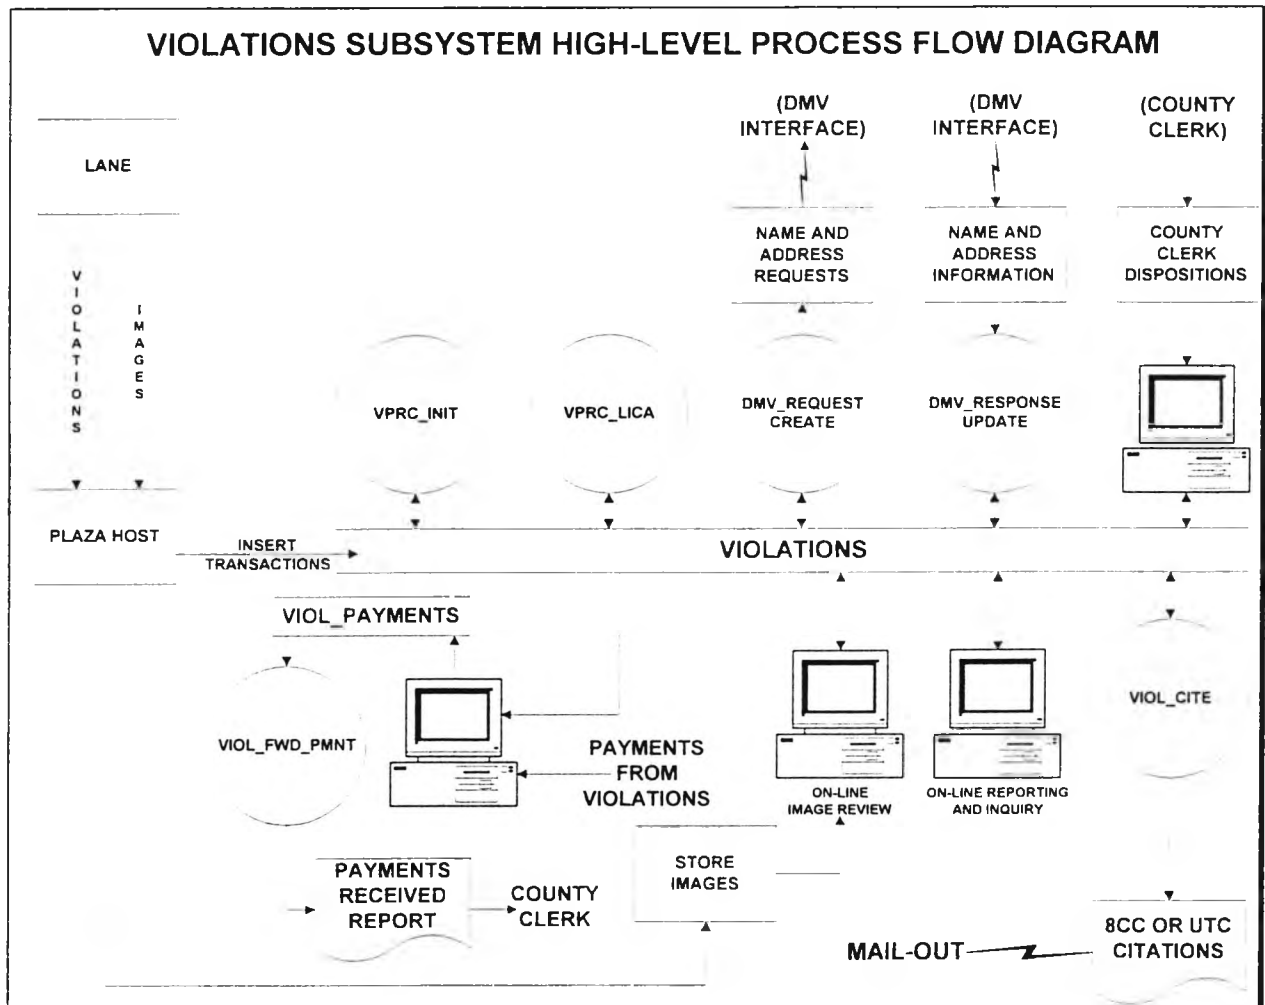 VIOLATIONS SUBSYSTEM HIGH-LEVEL PROCESS FLOW DIAGRAM
(DMV
INTERFACE)
(DMV
INTERFACE)
(COUNTY
CLERK)
LANE
NAME AND
ADDRESS
REQUESTS
NAME AND
ADDRESS
INFORMATION
COUNTY
CLERK
DISPOSITIONS
VIOLATIONS
IMAGES
VPRC_INIT
VPRC_LICA
DMV_REQUEST
CREATE
DMV_RESPONSE
UPDATE
PLAZA HOST
INSERT
TRANSACTIONS
VIOLATIONS
VIOL_PAYMENTS
VIOL_FWD_PMNT
PAYMENTS
FROM
VIOLATIONS
ON-LINE
IMAGE REVIEW
ON-LINE REPORTING
AND INQUIRY
VIOL_CITE
STORE
IMAGES
PAYMENTS
RECEIVED
REPORT
COUNTY
CLERK
MAIL-OUT
8CC OR UTC
CITATIONS